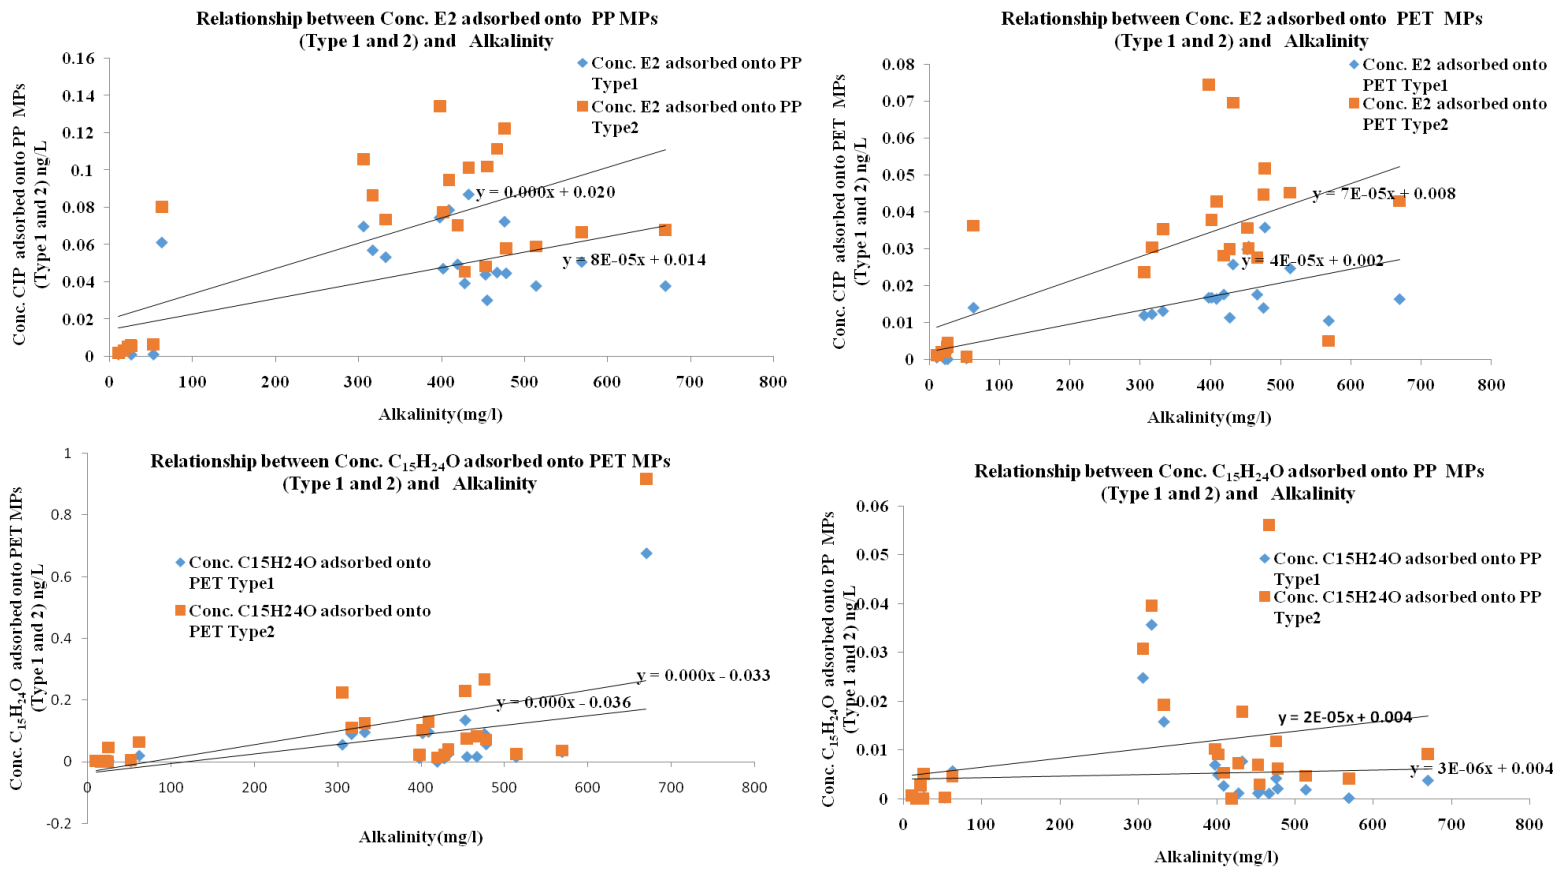 Relationship between Conc. E2 adsorbed onto PP MPs
(Type 1 and 2) and Alkalinity
Conc. CIP adsorbed onto PP MPs
(Type1 and 2) ng/L
0.16
0.14
0.12
0.1
0.08
0.06
0.04
0.02
0
0 100 200 300 400 500 600 700 800
Alkalinity(mg/l)
Conc. E2 adsorbed onto PP
Type1
Conc. E2 adsorbed onto PP
Type2
y = 0.000x + 0.020
y = 8E-05x + 0.014
Relationship between Conc. E2 adsorbed onto PET MPs
(Type 1 and 2) and Alkalinity
Conc. CIP adsorbed onto PET MPs
(Type1 and 2) ng/L
0.08
0.07
0.06
0.05
0.04
0.03
0.02
0.01
0
0 100 200 300 400 500 600 700 800
Alkalinity(mg/l)
Conc. E2 adsorbed onto
PET Type1
Conc. E2 adsorbed onto
PET Type2
y = 7E-05x + 0.008
y = 4E-05x + 0.002
Relationship between Conc. C₁₅H₂₄O adsorbed onto PET MPs
(Type 1 and 2) and Alkalinity
Conc. C₁₅H₂₄O adsorbed onto PET MPs
(Type1 and 2) ng/L
1
0.8
0.6
0.4
0.2
0
-0.2
0 100 200 300 400 500 600 700 800
Alkalinity(mg/l)
Conc. C15H24O adsorbed onto
PET Type1
Conc. C15H24O adsorbed onto
PET Type2
y = 0.000x - 0.033
y = 0.000x - 0.036
Relationship between Conc. C₁₅H₂₄O adsorbed onto PP MPs
(Type 1 and 2) and Alkalinity
Conc. C₁₅H₂₄O adsorbed onto PP MPs
(Type1 and 2) ng/L
0.06
0.05
0.04
0.03
0.02
0.01
0
0 100 200 300 400 500 600 700 800
Alkalinity(mg/l)
Conc. C15H24O adsorbed onto PP
Type1
Conc. C15H24O adsorbed onto PP
Type2
y = 2E-05x + 0.004
y = 3E-06x + 0.004